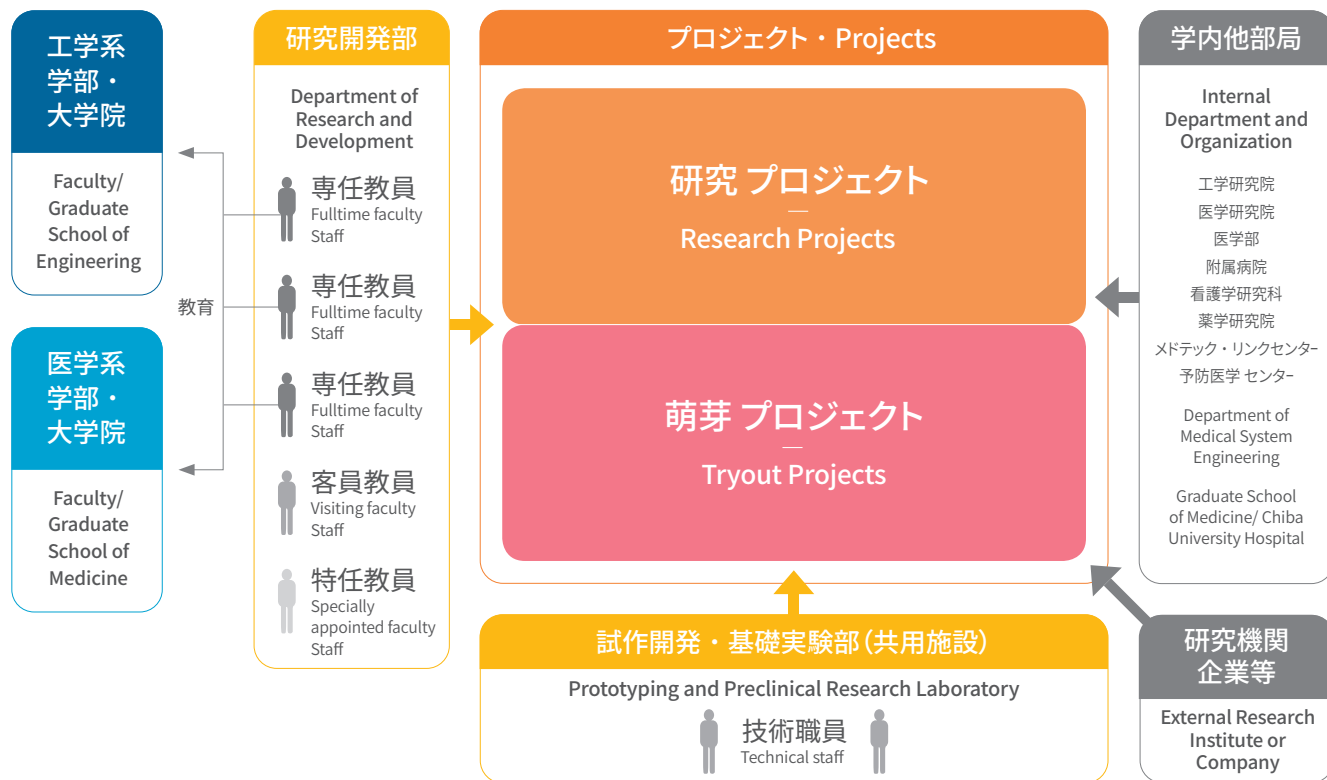 工学系
学部・
大学院
Faculty/
Graduate
School of
Engineering
医学系
学部・
大学院
Faculty/
Graduate
School of
Medicine
教育
研究開発部
Department of
Research and
Development
専任教員
Fulltime faculty
Staff
専任教員
Fulltime faculty
Staff
専任教員
Fulltime faculty
Staff
客員教員
Visiting faculty
Staff
特任教員
Specially
appointed faculty
Staff
プロジェクト・Projects
研究 プロジェクト
Research Projects
萌芽 プロジェクト
Tryout Projects
試作開発・基礎実験部(共用施設)
Prototyping and Preclinical Research Laboratory
技術職員
Technical staff
学内他部局
Internal
Department and
Organization
工学研究院
医学研究院
医学部
附属病院
看護学研究科
薬学研究院
メドテック・リンクセンター
予防医学 センター
Department of
Medical System
Engineering
Graduate School
of Medicine/ Chiba
University Hospital
研究機関
企業等
External Research
Institute or
Company